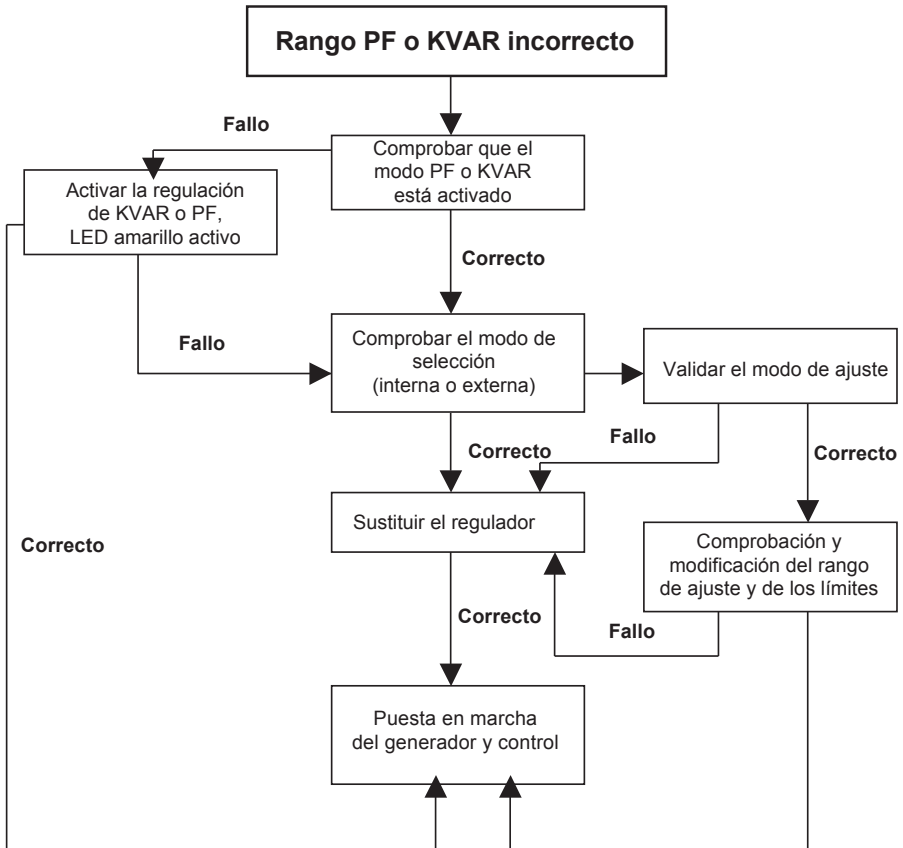 Rango PF o KVAR incorrecto
Fallo
Comprobar que el
modo PF o KVAR
está activado
Activar la regulación
de KVAR o PF,
LED amarillo activo
Correcto
Fallo
Comprobar el modo de
selección
(interna o externa)
Validar el modo de ajuste
Fallo
Correcto
Correcto
Sustituir el regulador
Correcto
Comprobación y
modificación del rango
de ajuste y de los límites
Correcto
Fallo
Puesta en marcha
del generador y control